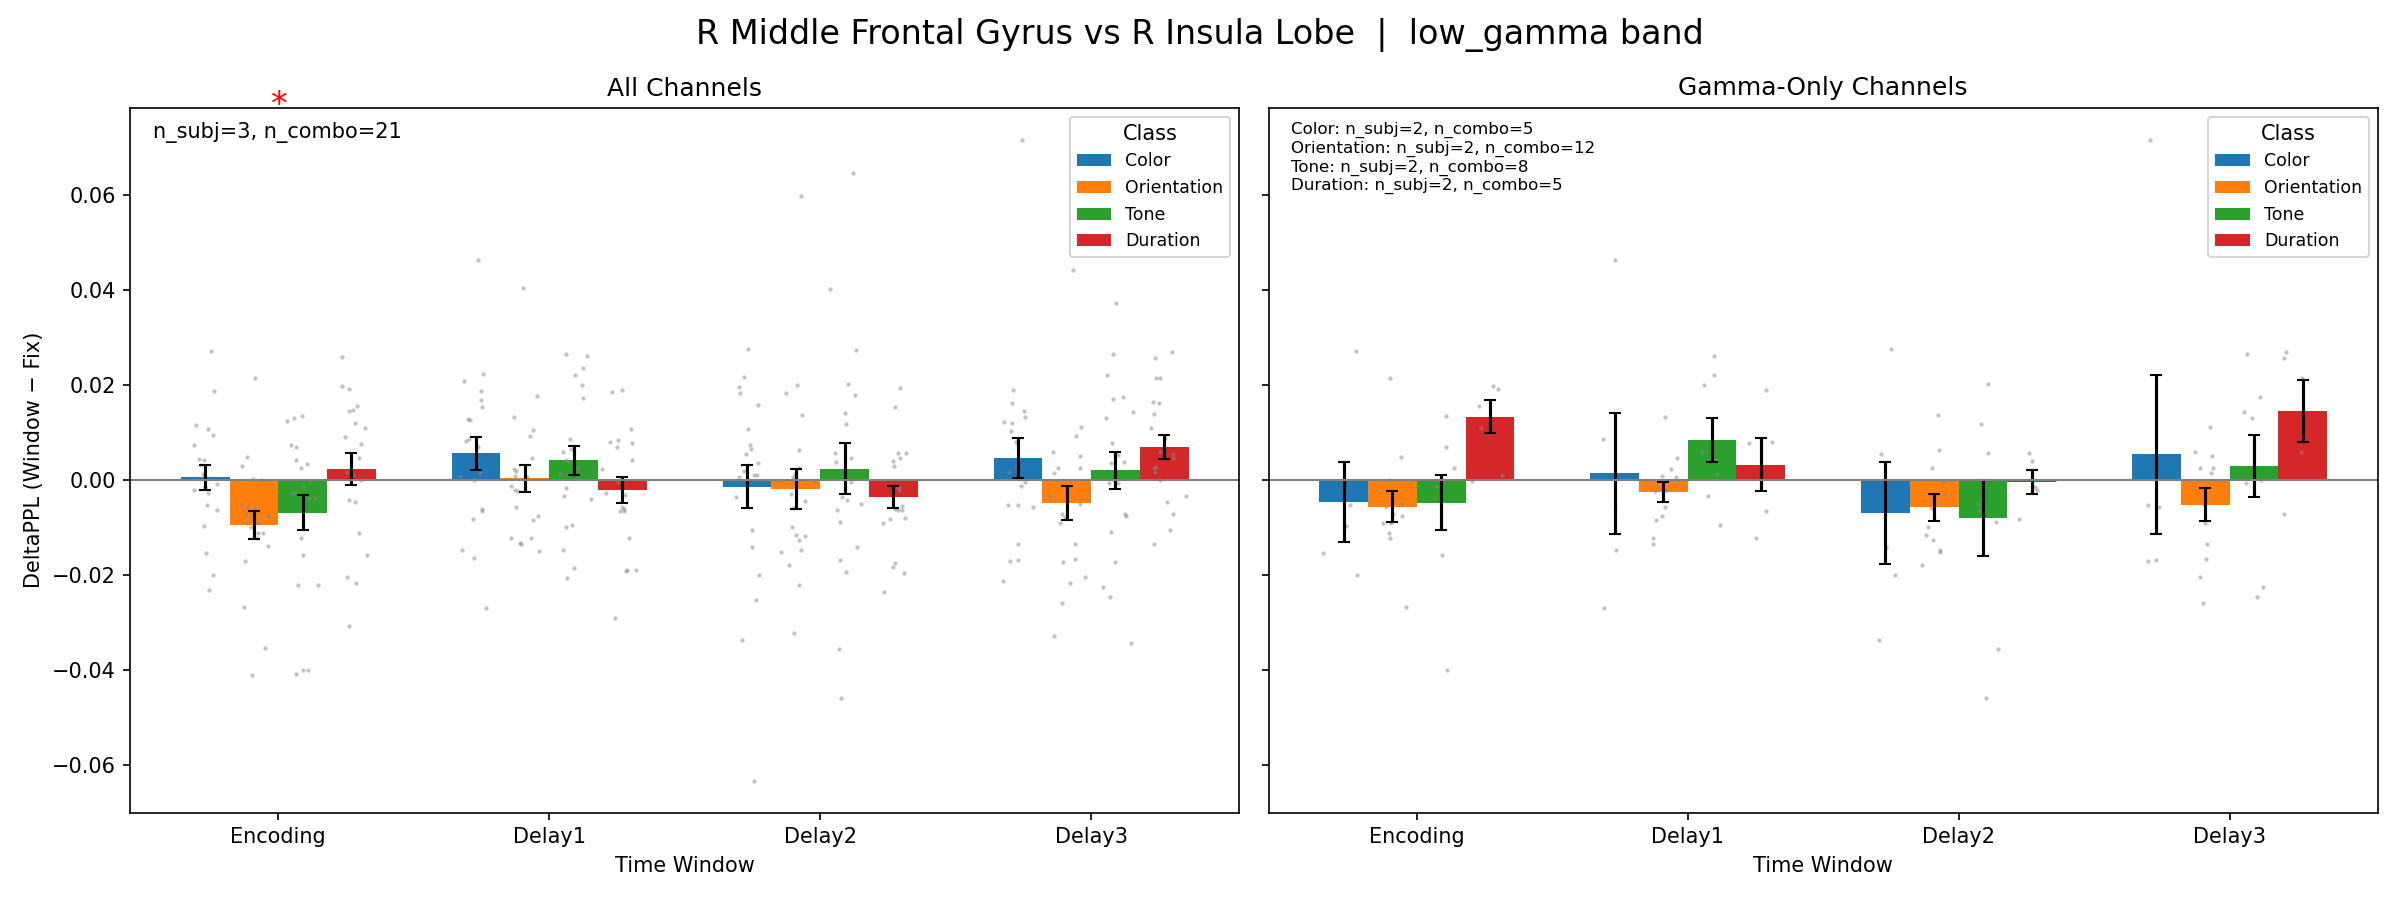 R Middle Frontal Gyrus vs R Insula Lobe | low_gamma band
All Channels
*
n_subj=3, n_combo=21
Class
Color
Orientation
Tone
Duration
DeltaPPL (Window − Fix)
0.06
0.04
0.02
0.00
−0.02
−0.04
−0.06
Encoding
Delay1
Delay2
Delay3
Time Window
Gamma-Only Channels
Color: n_subj=2, n_combo=5
Orientation: n_subj=2, n_combo=12
Tone: n_subj=2, n_combo=8
Duration: n_subj=2, n_combo=5
Class
Color
Orientation
Tone
Duration
Encoding
Delay1
Delay2
Delay3
Time Window